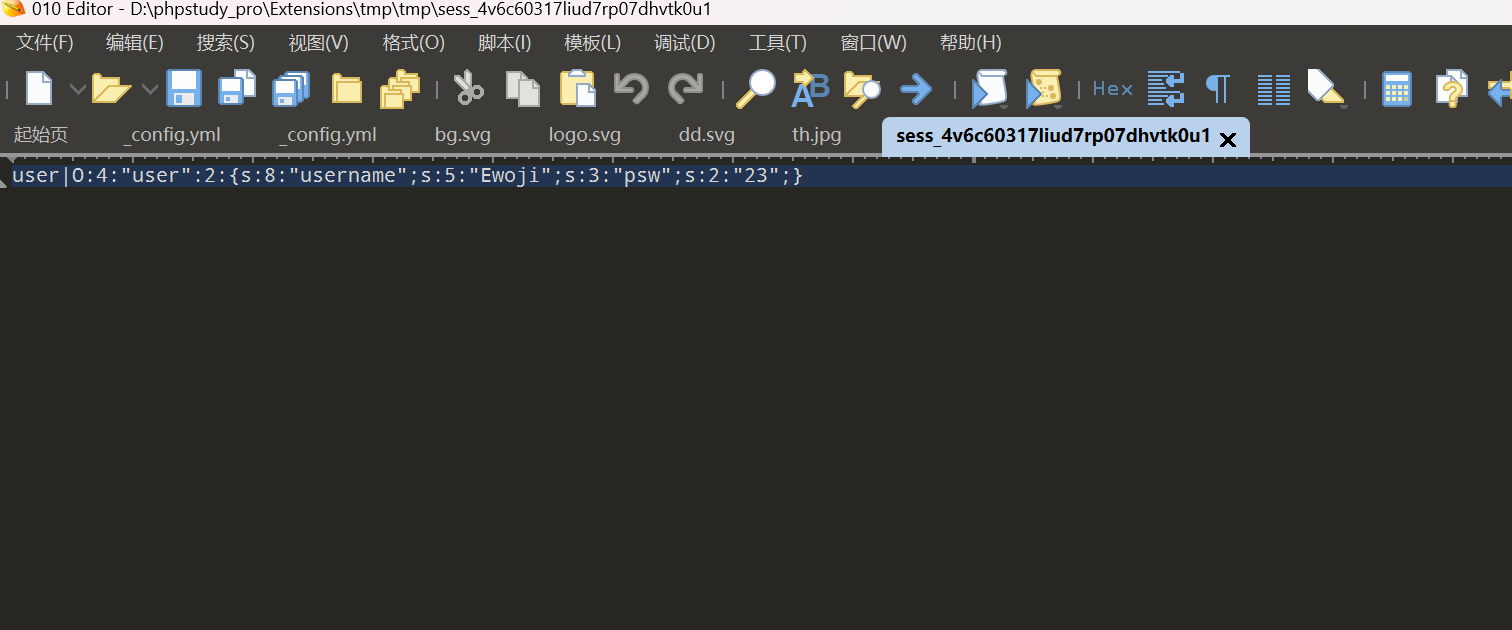 010 Editor - D:\phpstudy_pro\Extensions\tmp\tmp\sess_4v6c60317liud7rp07dhvtk0u1
文件(F) 编辑(E) 搜索(S) 视图(V) 格式(O) 脚本(I) 模板(L) 调试(D) 工具(T) 窗口(W) 帮助(H)
Hex
起始页 _config.yml _config.yml bg.svg logo.svg dd.svg th.jpg sess_4v6c60317liud7rp07dhvtk0u1
user|O:4:"user":2:{s:8:"username";s:5:"Ewoji";s:3:"psw";s:2:"23";}